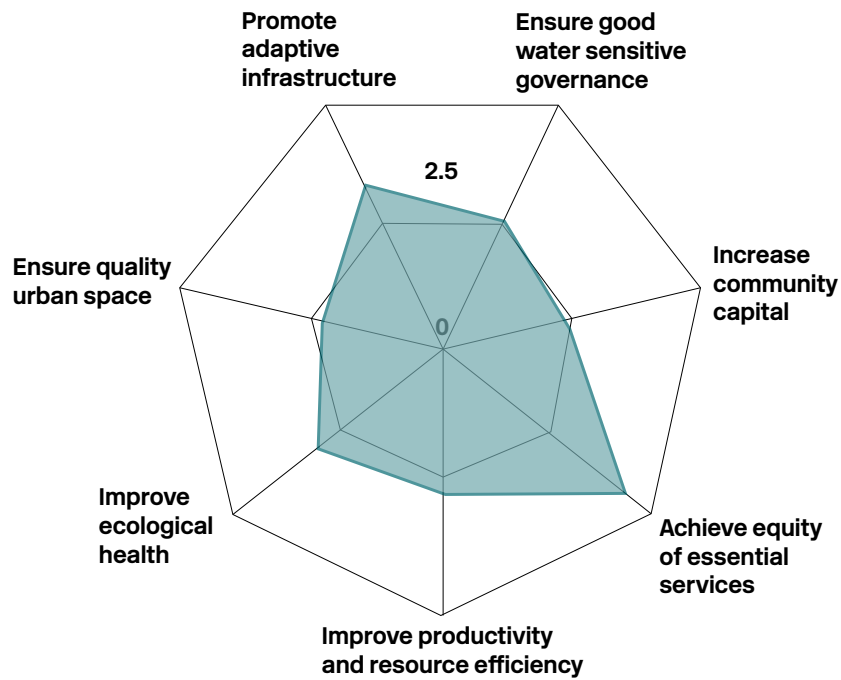 Promote
adaptive
infrastructure
Ensure good
water sensitive
governance
2.5
Increase
community
capital
Ensure quality
urban space
0
Improve
ecological
health
Achieve equity
of essential
services
Improve productivity
and resource efficiency